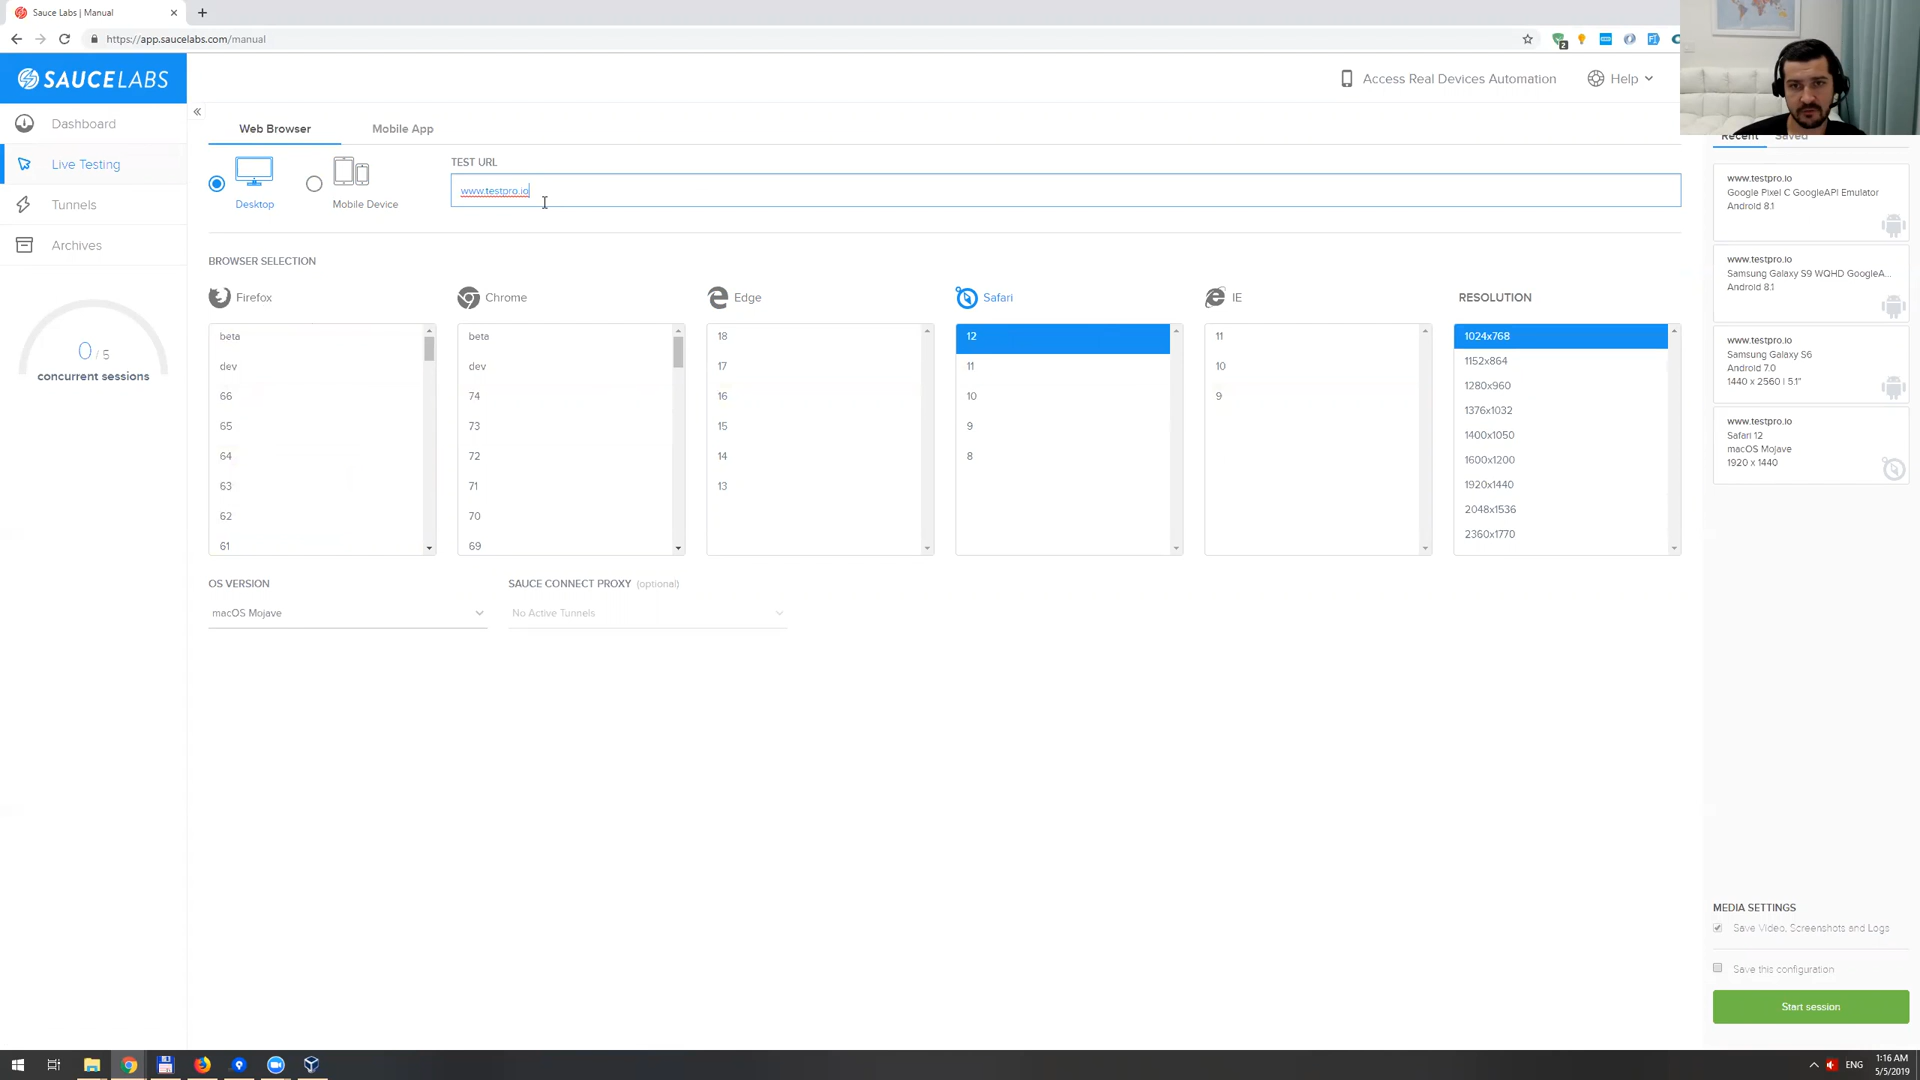 Sauce Labs | Manual
https://app.saucelabs.com/manual
2
SAUCELABS
Access Real Devices Automation
Help
Dashboard
Live Testing
Tunnels
Archives
0 / 5
concurrent sessions
Web Browser
Mobile App
Desktop
Mobile Device
TEST URL
www.testpro.io
BROWSER SELECTION
Firefox
beta
dev
66
65
64
63
62
61
Chrome
beta
dev
74
73
72
71
70
69
Edge
18
17
16
15
14
13
Safari
12
11
10
9
8
IE
11
10
9
RESOLUTION
1024x768
1152x864
1280x960
1376x1032
1400x1050
1600x1200
1920x1440
2048x1536
2360x1770
OS VERSION
macOS Mojave
SAUCE CONNECT PROXY (optional)
No Active Tunnels
Recent
Saved
www.testpro.io
Google Pixel C GoogleAPI Emulator
Android 8.1
www.testpro.io
Samsung Galaxy S9 WQHD GoogleA...
Android 8.1
www.testpro.io
Samsung Galaxy S6
Android 7.0
1440 x 2560 | 5.1"
www.testpro.io
Safari 12
macOS Mojave
1920 x 1440
MEDIA SETTINGS
Save Video, Screenshots and Logs
Save this configuration
Start session
ENG
1:16 AM
5/5/2019